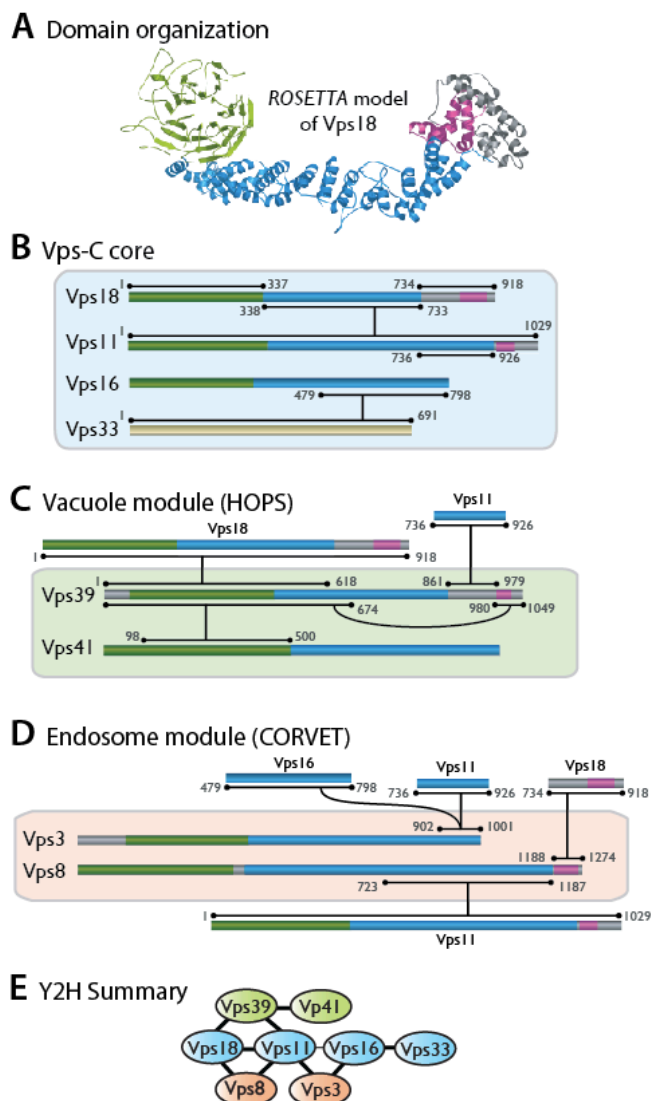 A Domain organization
ROSETTA model
of Vps18
B Vps-C core
1 337 734 918
Vps18
338 733
1 1029
Vps11
736 926
Vps16
479 798
1 691
Vps33
C Vacuole module (HOPS)
Vps11
Vps18
736 926
1 918
1 618 861 979
Vps39
674 980 1049
98 500
Vps41
D Endosome module (CORVET)
Vps16 Vps11 Vps18
479 798 736 926 734 918
902 1001
Vps3
1188 1274
Vps8
723 1187
1 1029
Vps11
E Y2H Summary
Vps39 Vp41
Vps18 Vps11 Vps16 Vps33
Vps8 Vps3